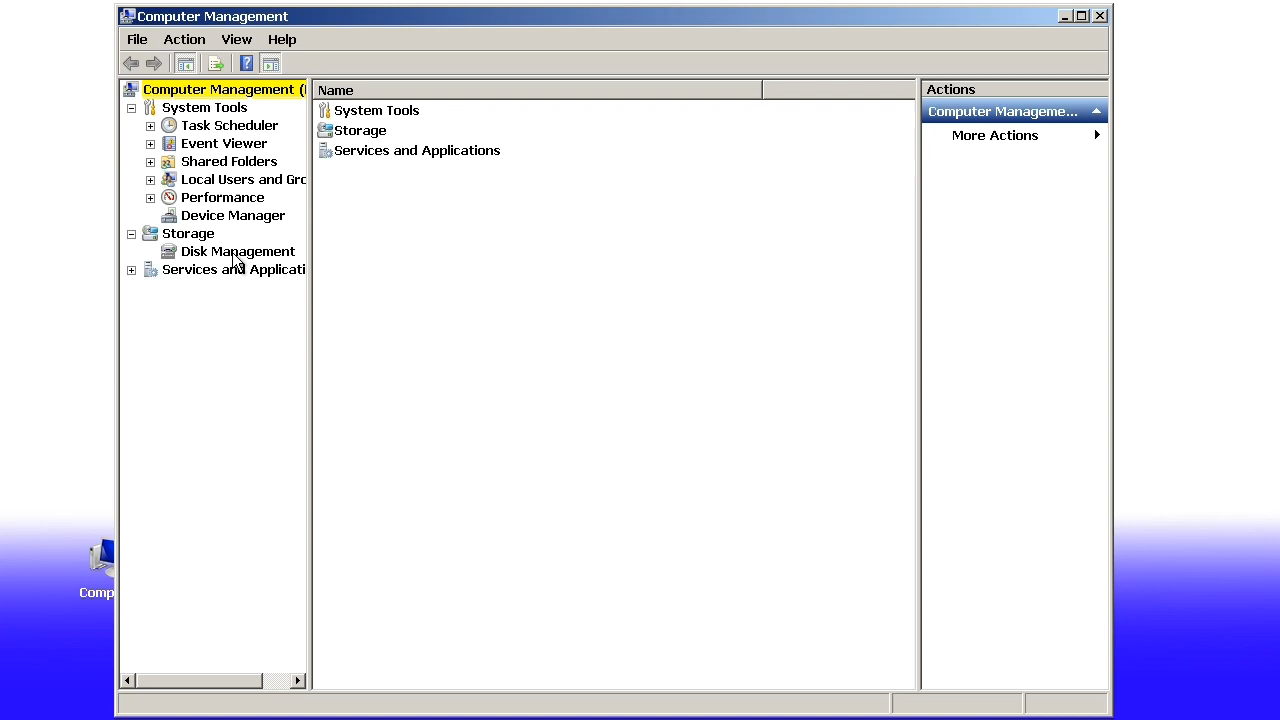 Computer Management
File Action View Help
Computer Management (
System Tools
Task Scheduler
Event Viewer
Shared Folders
Local Users and Gro
Performance
Device Manager
Storage
Disk Management
Services and Applicati
Name
System Tools
Storage
Services and Applications
Actions
Computer Manageme...
More Actions
Comp